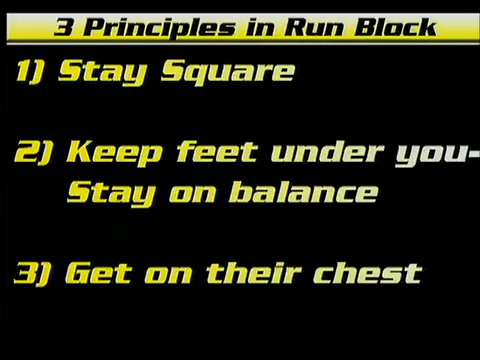 3 Principles in Run Block
1) Stay Square
2) Keep feet under you-
Stay on balance
3) Get on their chest